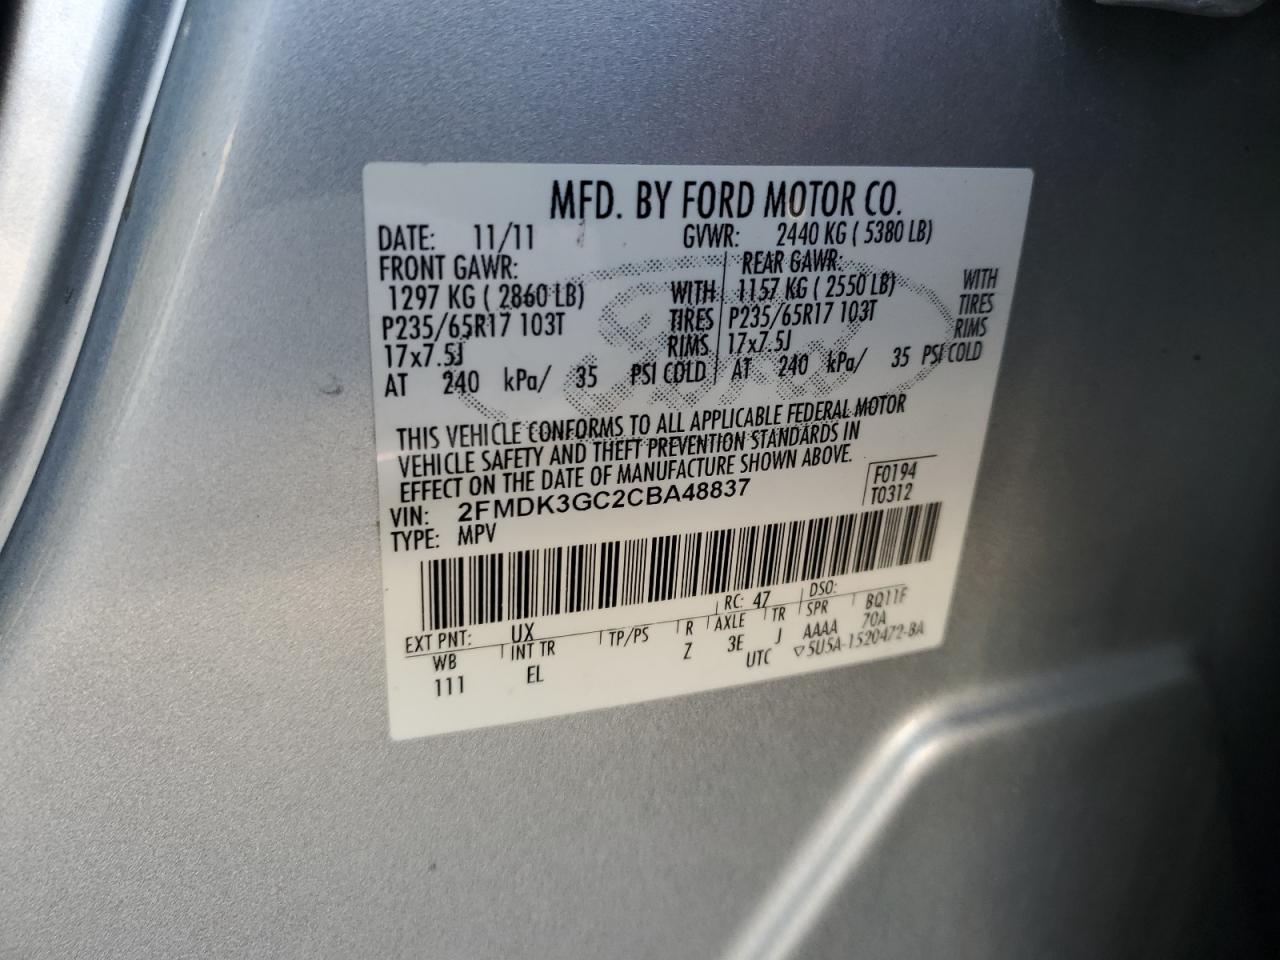 MFD. BY FORD MOTOR CO.
DATE: 11/11 GVWR: 2440 KG ( 5380 LB)
FRONT GAWR: REAR GAWR:
1297 KG ( 2860 LB) WITH 1157 KG ( 2550 LB) WITH
P235/65R17 103T TIRES P235/65R17 103T TIRES
17x7.5J RIMS 17x7.5J RIMS
AT 240 kPa/ 35 PSI COLD AT 240 kPa/ 35 PSI COLD
THIS VEHICLE CONFORMS TO ALL APPLICABLE FEDERAL MOTOR
VEHICLE SAFETY AND THEFT PREVENTION STANDARDS IN
EFFECT ON THE DATE OF MANUFACTURE SHOWN ABOVE.
VIN: 2FMDK3GC2CBA48837 F0194
TYPE: MPV T0312
EXT PNT: UX RC: 47 DSO:
WB INT TR TP/PS R AXLE TR SPR BQ11F
111 EL Z 3E J AAAA 70A
UTC ▽5U5A-1520472-BA